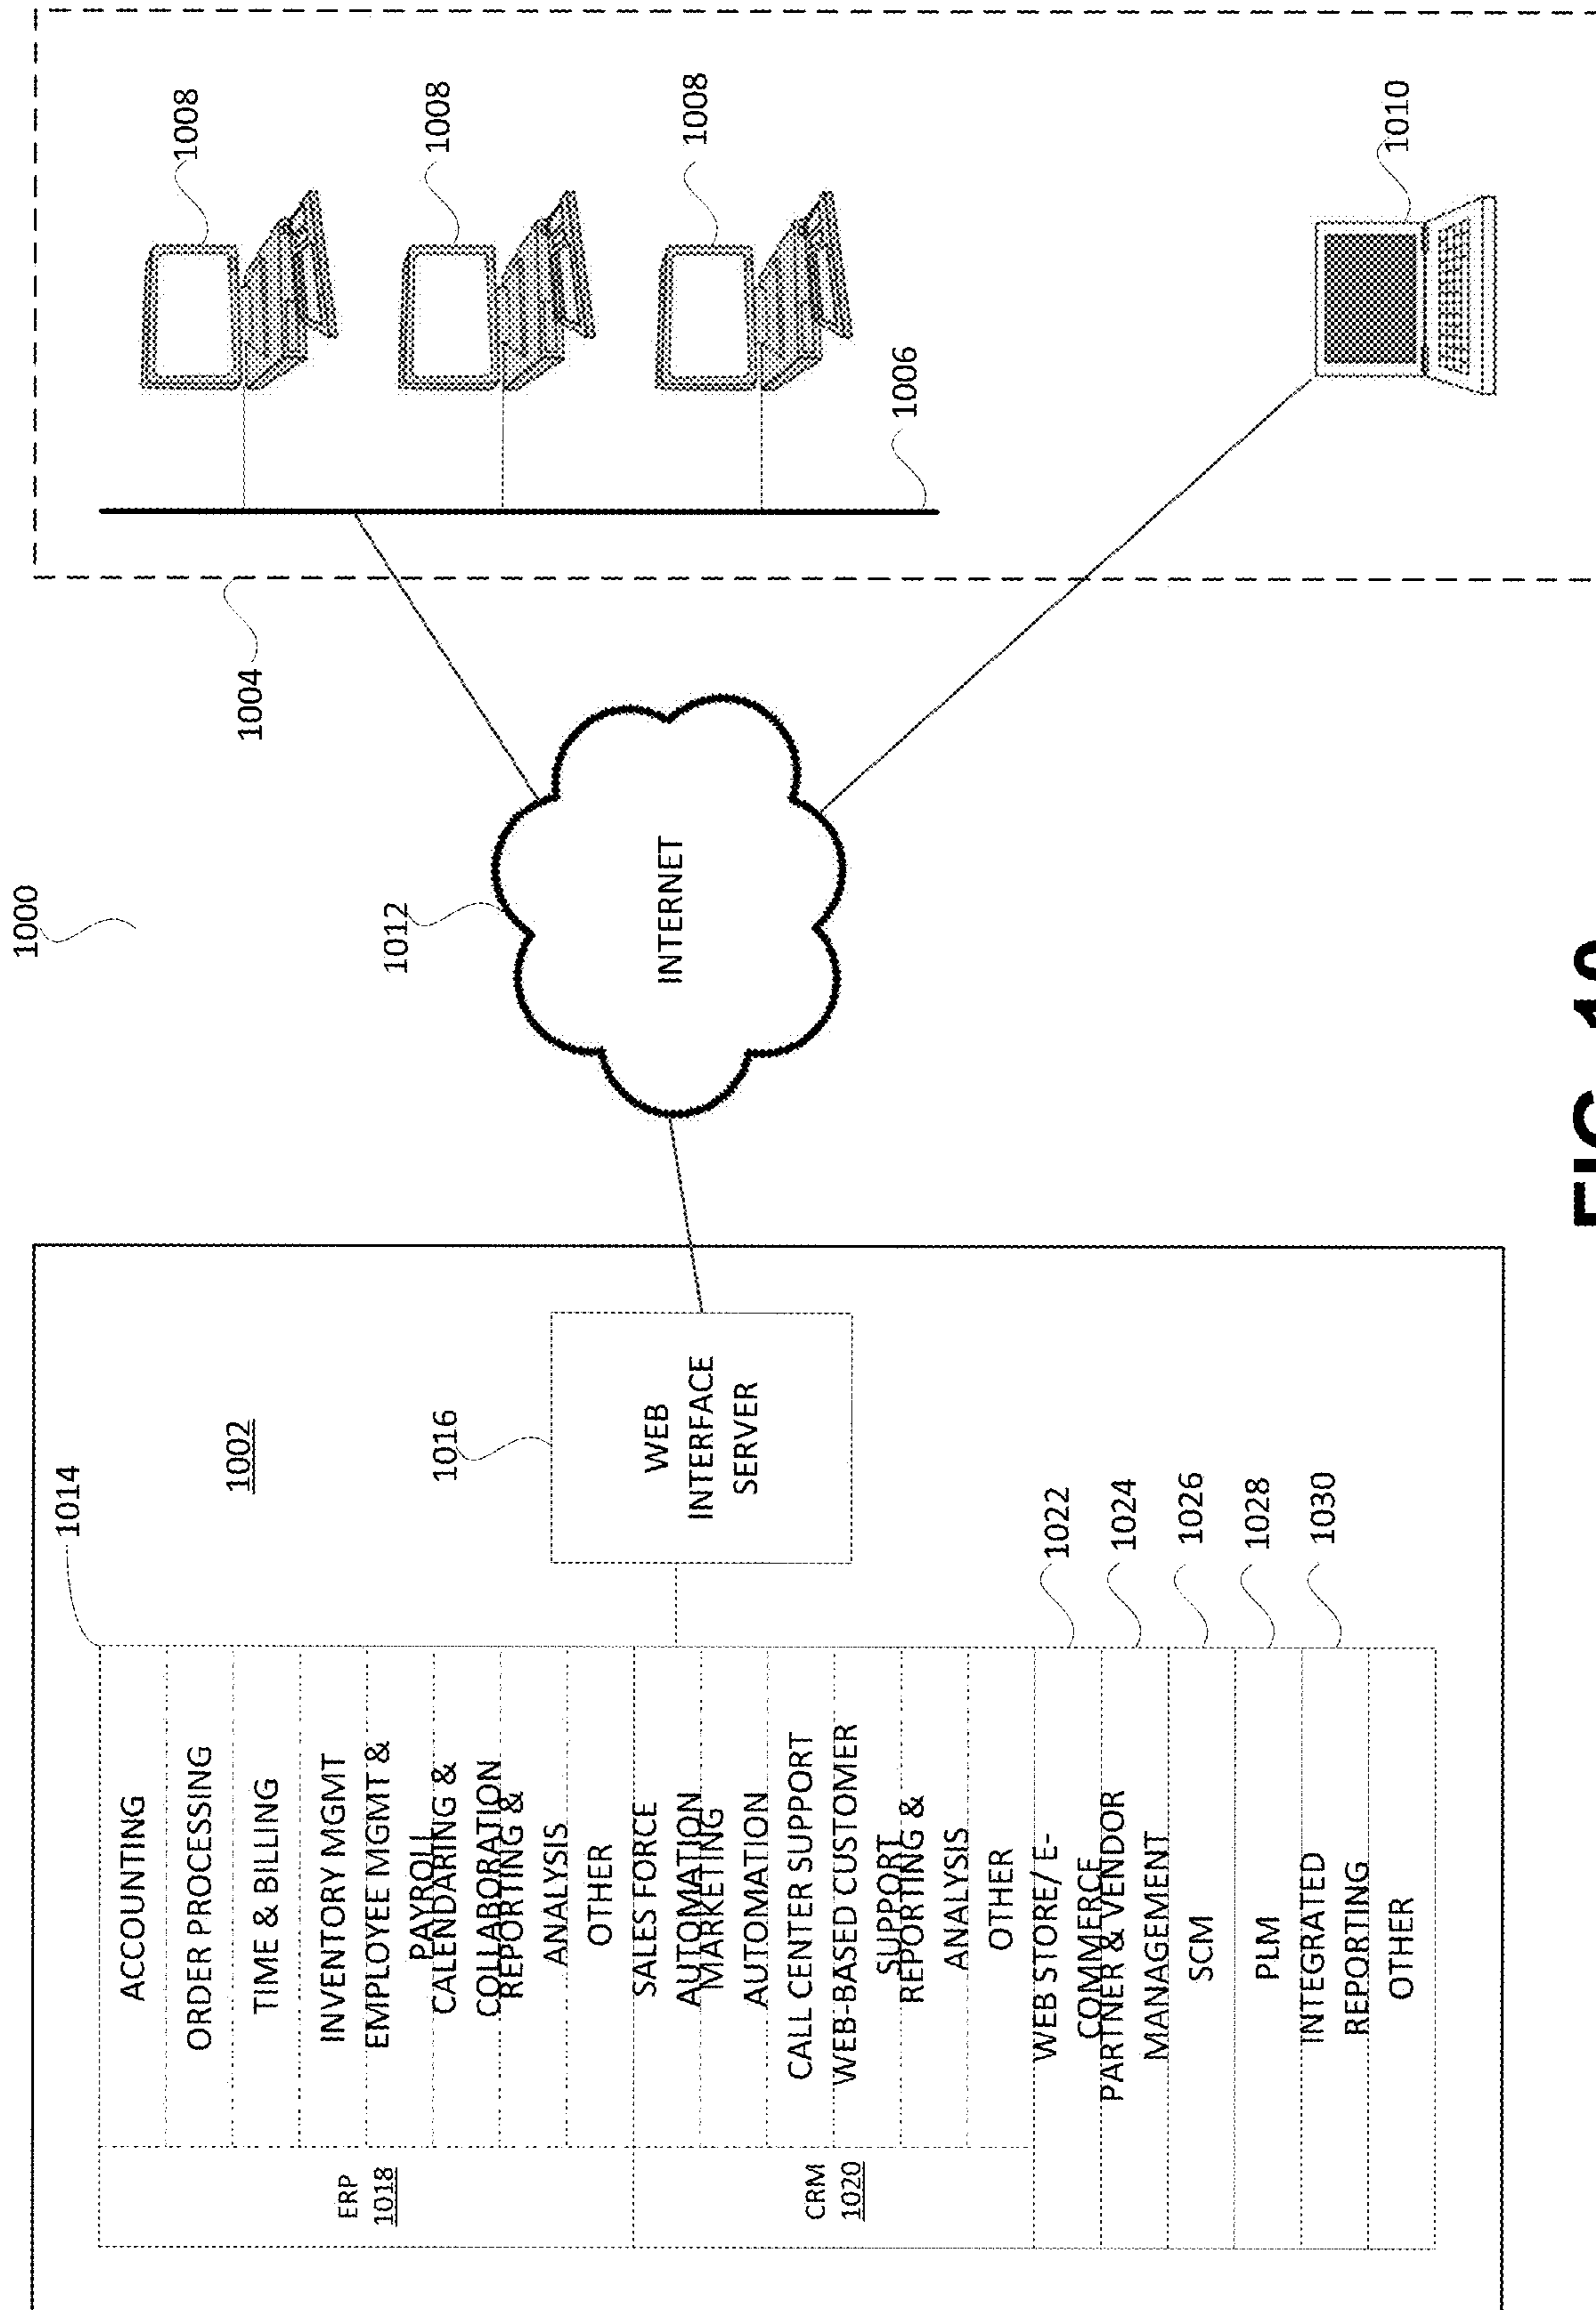 1000
1014
1002
ACCOUNTING
ORDER PROCESSING
TIME & BILLING
INVENTORY MGMT
EMPLOYEE MGMT &
PAYROLL
CALENDARING &
COLLABORATION
REPORTING &
ANALYSIS
OTHER
ERP
1018
SALES FORCE
AUTOMATION
MARKETING
AUTOMATION
CALL CENTER SUPPORT
WEB-BASED CUSTOMER
SUPPORT
REPORTING &
ANALYSIS
OTHER
CRM
1020
WEB STORE/ E-
COMMERCE
PARTNER & VENDOR
MANAGEMENT
SCM
PLM
INTEGRATED
REPORTING
OTHER
1022
1024
1026
1028
1030
1016
WEB
INTERFACE
SERVER
1012
INTERNET
1004
1008
1008
1008
1006
1010